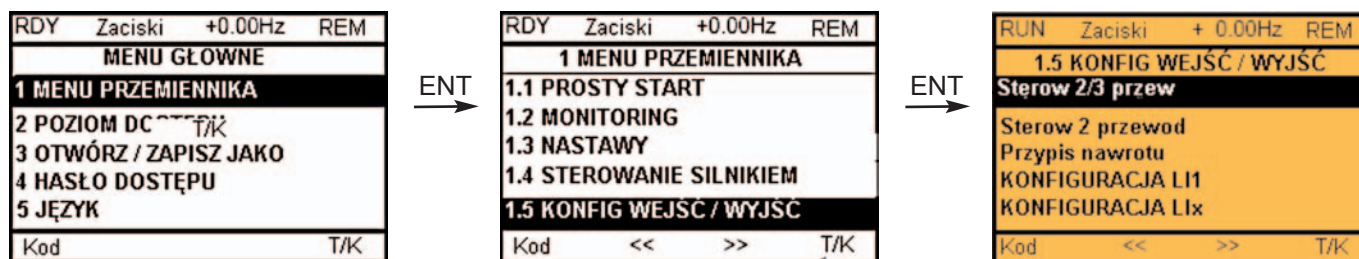 RDY Zaciski +0.00Hz REM
MENU GŁOWNE
1 MENU PRZEMIENNIKA
2 POZIOM T/K
3 OTWÓRZ / ZAPISZ JAKO
4 HASŁO DOSTĘPU
5 JĘZYK
Kod T/K
ENT
RDY Zaciski +0.00Hz REM
1 MENU PRZEMIENNIKA
1.1 PROSTY START
1.2 MONITORING
1.3 NASTAWY
1.4 STEROWANIE SILNIKIEM
1.5 KONFIG WEJŚĆ / WYJŚĆ
Kod << >> T/K
ENT
RUN Zaciski + 0.00Hz REM
1.5 KONFIG WEJŚĆ / WYJŚĆ
Stęrow 2/3 przew
Sterow 2 przewod
Przypis nawrotu
KONFIGURACJA LI1
KONFIGURACJA LIx
Kod << >> T/K